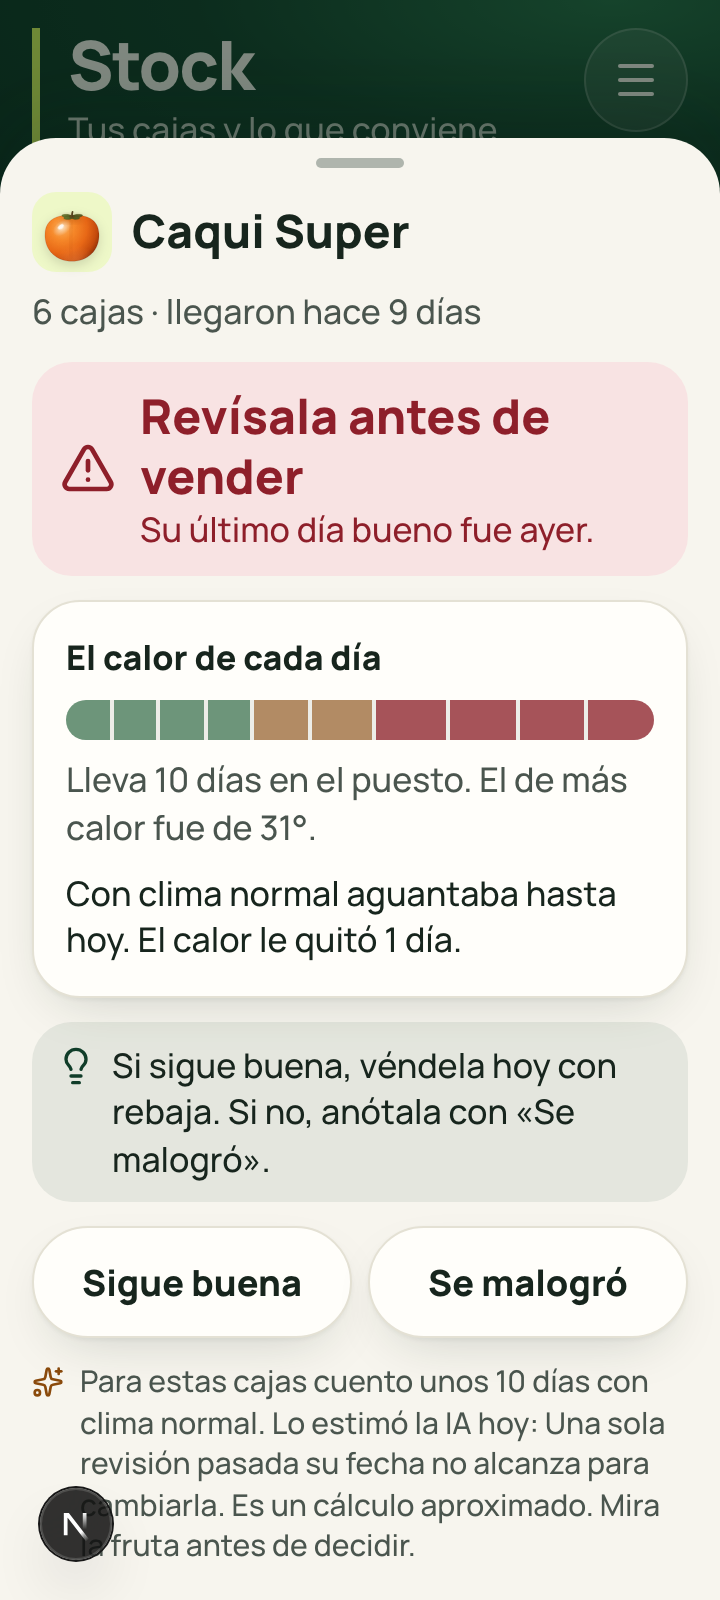 Stock
Tus cajas y lo que conviene
Caqui Super
6 cajas · llegaron hace 9 días
Revísala antes de
vender
Su último día bueno fue ayer.
El calor de cada día
Lleva 10 días en el puesto. El de más
calor fue de 31°.
Con clima normal aguantaba hasta
hoy. El calor le quitó 1 día.
Si sigue buena, véndela hoy con
rebaja. Si no, anótala con «Se
malogró».
Sigue buena
Se malogró
Para estas cajas cuento unos 10 días con
clima normal. Lo estimó la IA hoy: Una sola
revisión pasada su fecha no alcanza para
cambiarla. Es un cálculo aproximado. Mira
la fruta antes de decidir.
N